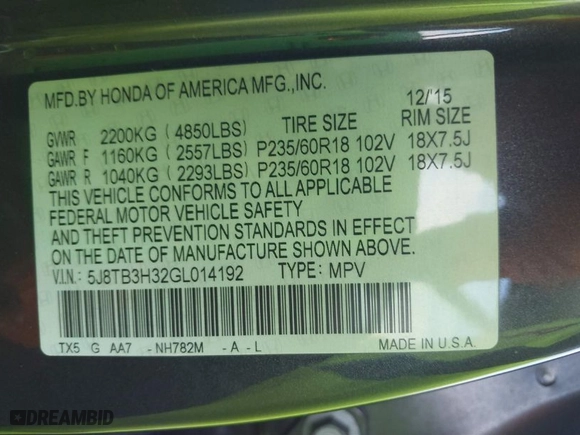 MFD.BY HONDA OF AMERICA MFG.,INC. 12/'15
GVWR 2200KG (4850LBS) TIRE SIZE RIM SIZE
GAWR F 1160KG (2557LBS) P235/60R18 102V 18X7.5J
GAWR R 1040KG (2293LBS) P235/60R18 102V 18X7.5J
THIS VEHICLE CONFORMS TO ALL APPLICABLE
FEDERAL MOTOR VEHICLE SAFETY
AND THEFT PREVENTION STANDARDS IN EFFECT ON
THE DATE OF MANUFACTURE SHOWN ABOVE.
V.I.N.: 5J8TB3H32GL014192 TYPE: MPV
TX5 G AA7 -NH782M -A -L MADE IN U.S.A.
DREAMBID